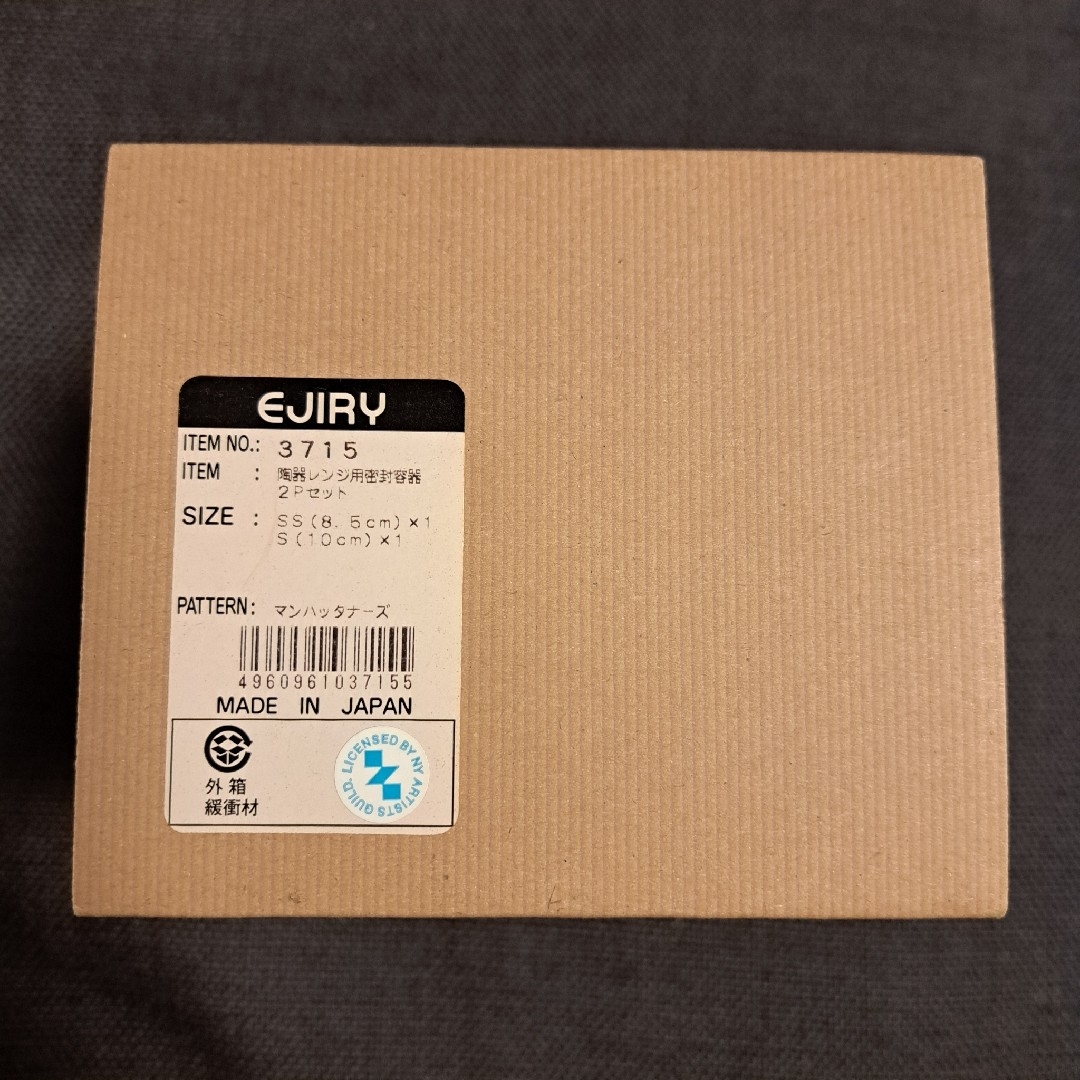 EJIRY
ITEM NO.: 3715
ITEM : 陶器レンジ用密封容器
2Pセット
SIZE : SS(8.5cm)×1
S(10cm)×1
PATTERN: マンハッタナーズ
4960961037155
MADE IN JAPAN
外箱
緩衝材
LICENSED BY NY ARTISTS GUILD.